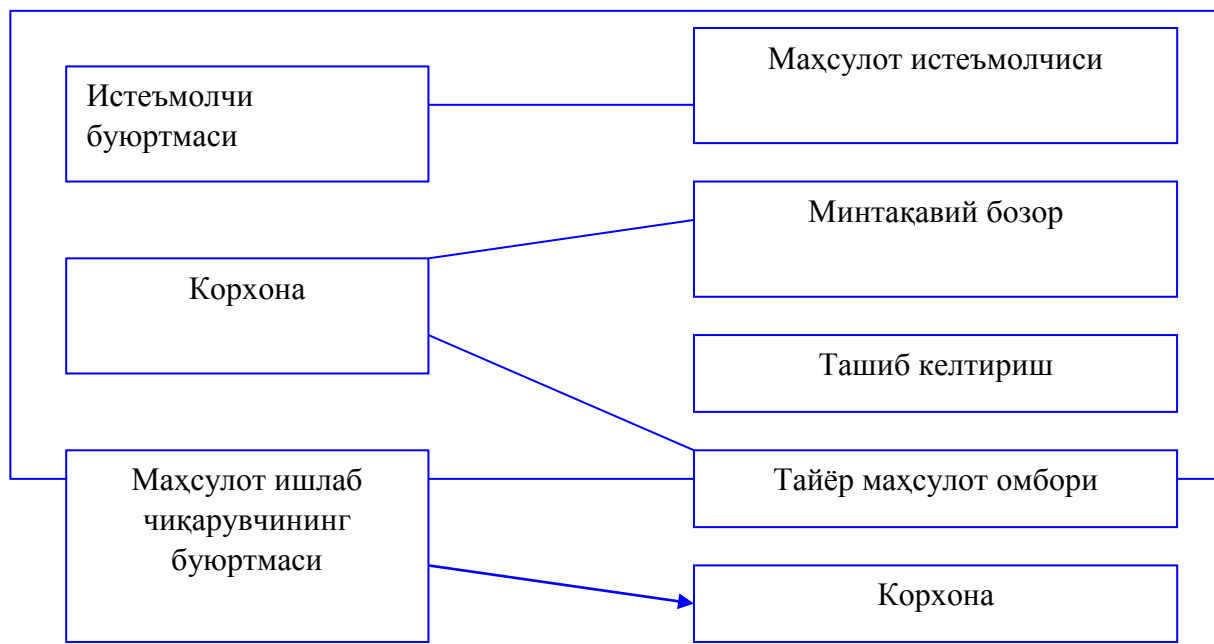 Истеъмолчи
буюртмаси
Маҳсулот истеъмолчиси
Корхона
Минтақавий бозор
Ташиб келтириш
Маҳсулот ишлаб
чиқарувчининг
буюртмаси
Тайёр маҳсулот омбори
Корхона